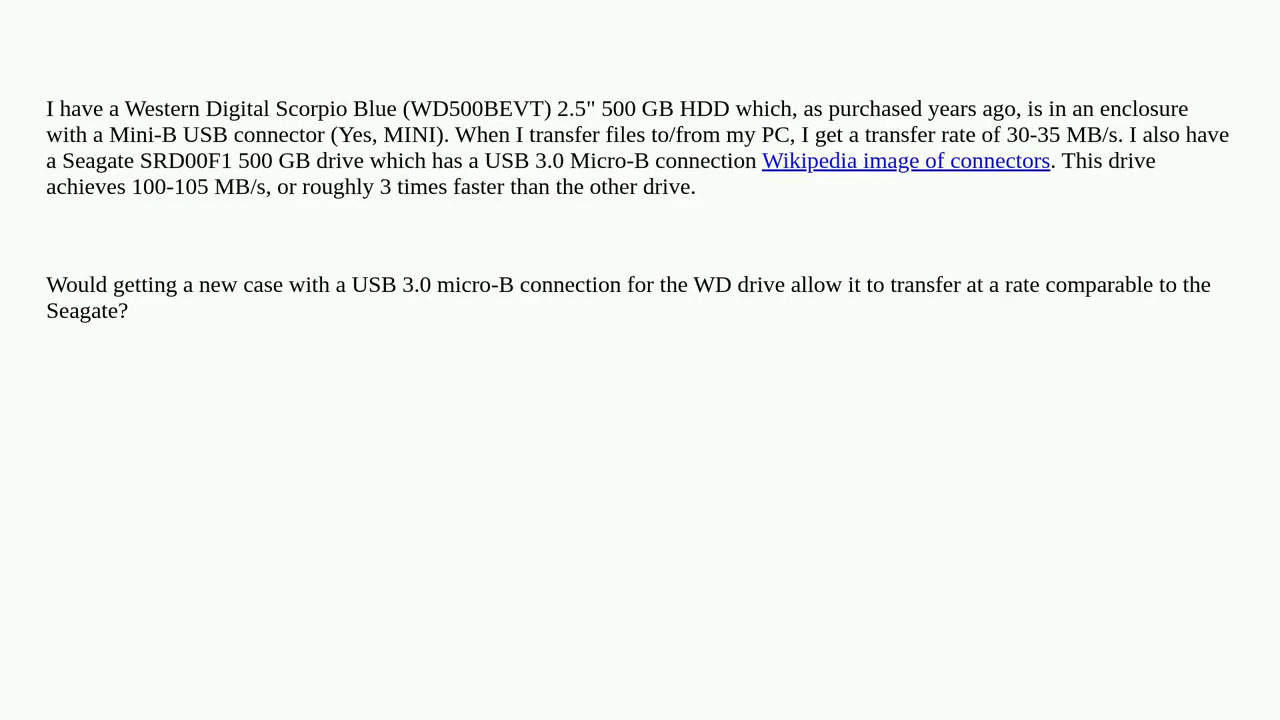 I have a Western Digital Scorpio Blue (WD500BEVT) 2.5" 500 GB HDD which, as purchased years ago, is in an enclosure
with a Mini-B USB connector (Yes, MINI). When I transfer files to/from my PC, I get a transfer rate of 30-35 MB/s. I also have
a Seagate SRD00F1 500 GB drive which has a USB 3.0 Micro-B connection Wikipedia image of connectors. This drive
achieves 100-105 MB/s, or roughly 3 times faster than the other drive.
Would getting a new case with a USB 3.0 micro-B connection for the WD drive allow it to transfer at a rate comparable to the
Seagate?